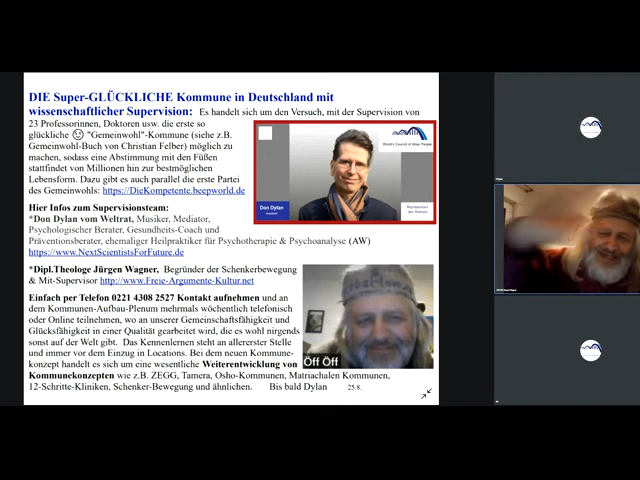 DIE Super-GLÜCKLICHE Kommune in Deutschland mit
wissenschaftlicher Supervision: Es handelt sich um den Versuch, mit der Supervision von
23 Professorinnen, Doktoren usw. die erste so
glückliche 😉 "Gemeinwohl"-Kommune (siehe z.B.
Gemeinwohl-Buch von Christian Felber) möglich zu
machen, sodass eine Abstimmung mit den Füßen
stattfindet von Millionen hin zur bestmöglichen
Lebensform. Dazu gibt es auch parallel die erste Partei
des Gemeinwohls: https://DieKompetente.beepworld.de
World's Council of Wise People
Don Dylan
Repräsentant
des Weltrats
Hier Infos zum Supervisionsteam:
*Don Dylan vom Weltrat, Musiker, Mediator,
Psychologischer Berater, Gesundheits-Coach und
Präventionsberater, ehemaliger Heilpraktiker für Psychotherapie & Psychoanalyse (AW)
https://www.NextScientistsForFuture.de
*Dipl.Theologe Jürgen Wagner, Begründer der Schenkerbewegung
& Mit-Supervisor http://www.Freie-Argumente-Kultur.net
Einfach per Telefon 0221 4308 2527 Kontakt aufnehmen und an
dem Kommunen-Aufbau-Plenum mehrmals wöchentlich telefonisch
oder Online teilnehmen, wo an unserer Gemeinschaftsfähigkeit und
Glücksfähigkeit in einer Qualität gearbeitet wird, die es wohl nirgends
sonst auf der Welt gibt. Das Kennenlernen steht an allererster Stelle
und immer vor dem Einzug in Locations. Bei dem neuen Kommune-
konzept handelt es sich um eine wesentliche Weiterentwicklung von
Kommunekonzepten wie z.B. ZEGG, Tamera, Osho-Kommunen, Matriachalen Kommunen,
12-Schritte-Kliniken, Schenker-Bewegung und ähnlichen. Bis bald Dylan 25.8.
Öff Öff